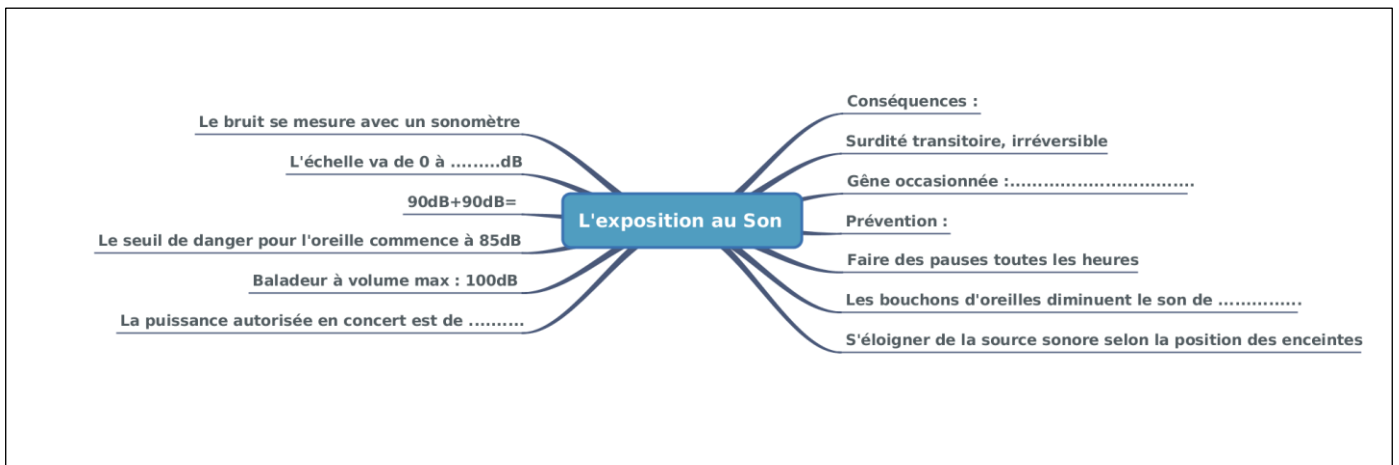 Le bruit se mesure avec un sonomètre
L'échelle va de 0 à .........dB
90dB+90dB=
Le seuil de danger pour l'oreille commence à 85dB
Baladeur à volume max : 100dB
La puissance autorisée en concert est de ..........
L'exposition au Son
Conséquences :
Surdité transitoire, irréversible
Gêne occasionnée :.................................
Prévention :
Faire des pauses toutes les heures
Les bouchons d'oreilles diminuent le son de ...............
S'éloigner de la source sonore selon la position des enceintes